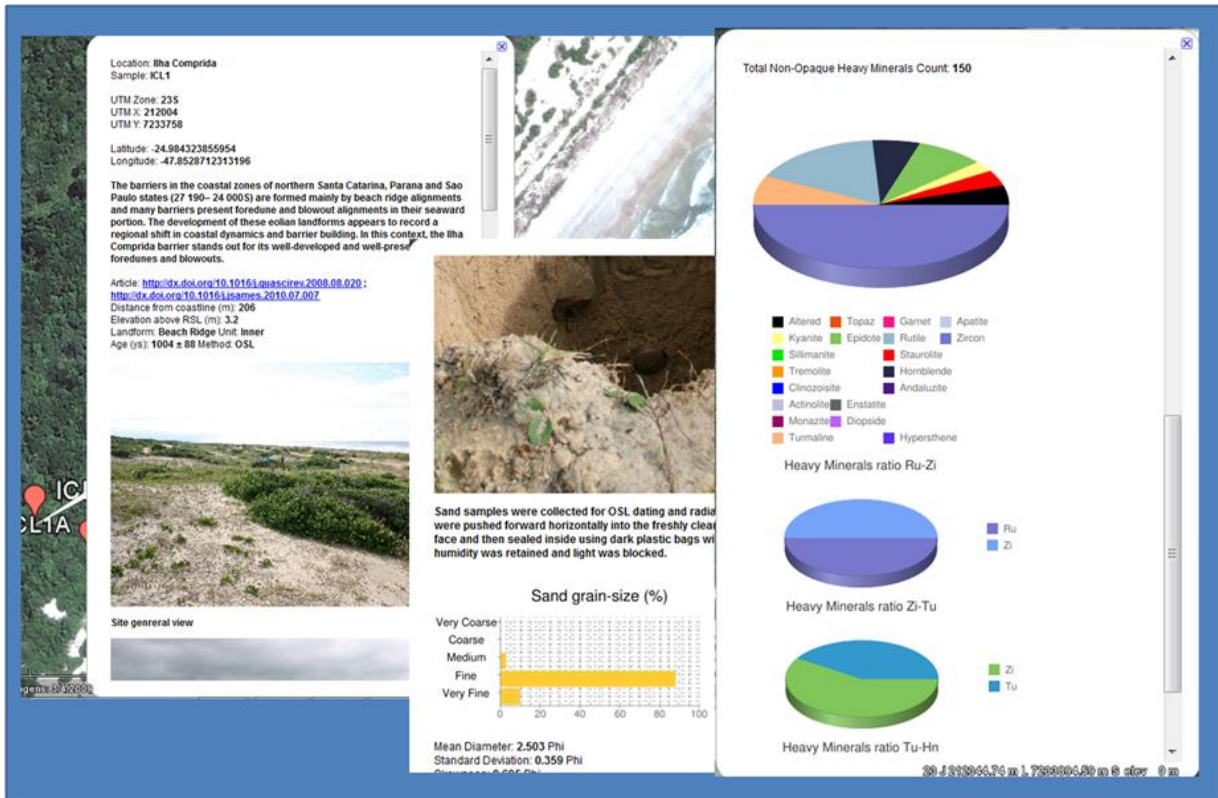 Location: Ilha Comprida
Sample: ICL1
UTM Zone: 23S
UTM X: 212004
UTM Y: 7233758
Latitude: -24.984323855954
Longitude: -47.8528712313196
The barriers in the coastal zones of northern Santa Catarina, Parana and Sao
Paulo states (27 190– 24 000S) are formed mainly by beach ridge alignments
and many barriers present foredune and blowout alignments in their seaward
portion. The development of these eolian landforms appears to record a
regional shift in coastal dynamics and barrier building. In this context, the Ilha
Comprida barrier stands out for its well-developed and well-prese
foredunes and blowouts.
Article: http://dx.doi.org/10.1016/j.quascirev.2008.08.020 ;
http://dx.doi.org/10.1016/j.jsames.2010.07.007
Distance from coastline (m): 206
Elevation above RSL (m): 3.2
Landform: Beach Ridge Unit: Inner
Age (ys): 1004 ± 88 Method: OSL
Site genreral view
ICL
CL1A
Sand samples were collected for OSL dating and radia
were pushed forward horizontally into the freshly clear
face and then sealed inside using dark plastic bags wi
humidity was retained and light was blocked.
Sand grain-size (%)
Very Coarse
Coarse
Medium
Fine
Very Fine
0 20 40 60 80 100
Mean Diameter: 2.503 Phi
Standard Deviation: 0.359 Phi
Total Non-Opaque Heavy Minerals Count: 150
Altered Topaz Garnet Apatite
Kyanite Epidote Rutile Zircon
Sillimanite Staurolite
Tremolite Hornblende
Clinozoisite Andaluzite
Actinolite Enstatite
Monazite Diopside
Turmaline Hypersthene
Heavy Minerals ratio Ru-Zi
Ru
Zi
Heavy Minerals ratio Zi-Tu
Zi
Tu
Heavy Minerals ratio Tu-Hn